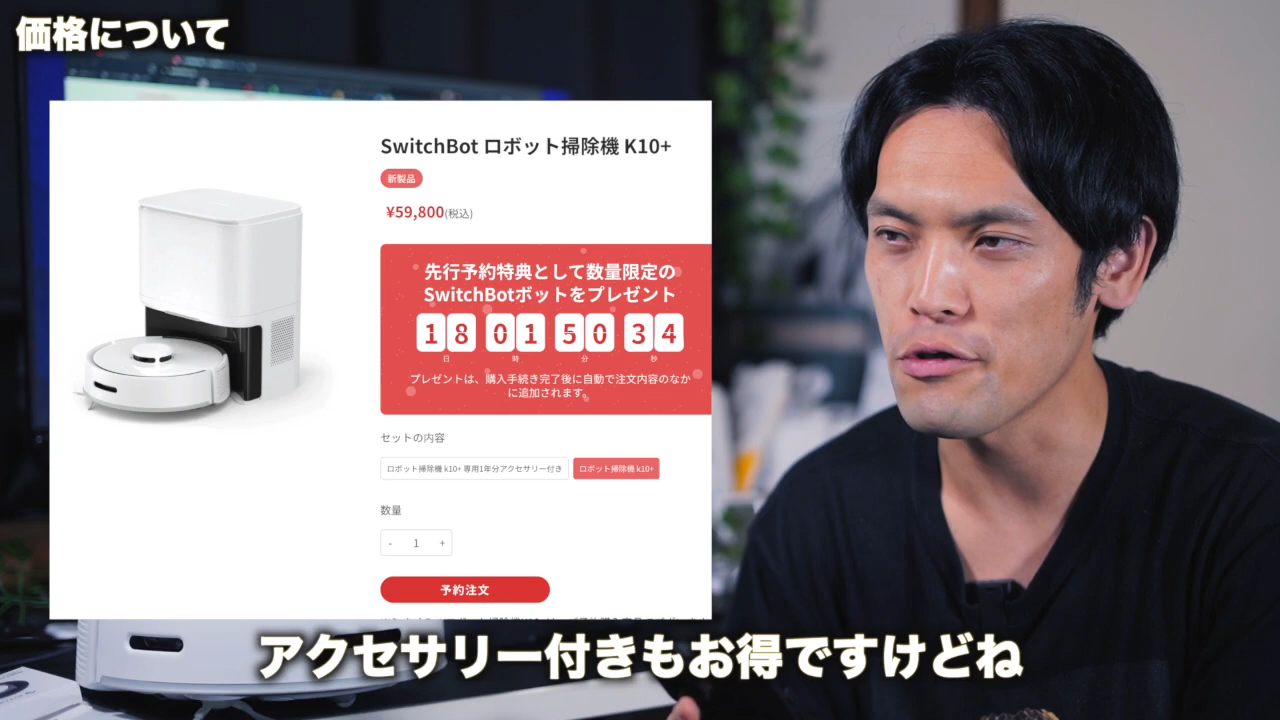 価格について
SwitchBot ロボット掃除機 K10+
新製品
¥59,800(税込)
先行予約特典として数量限定の
SwitchBotボットをプレゼント
18 01 50 34
日 時 分 秒
プレゼントは、購入手続き完了後に自動で注文内容のなか
に追加されます。
セットの内容
ロボット掃除機 k10+ 専用1年分アクセサリー付き
ロボット掃除機 k10+
数量
- 1 +
予約注文
アクセサリー付きもお得ですけどね